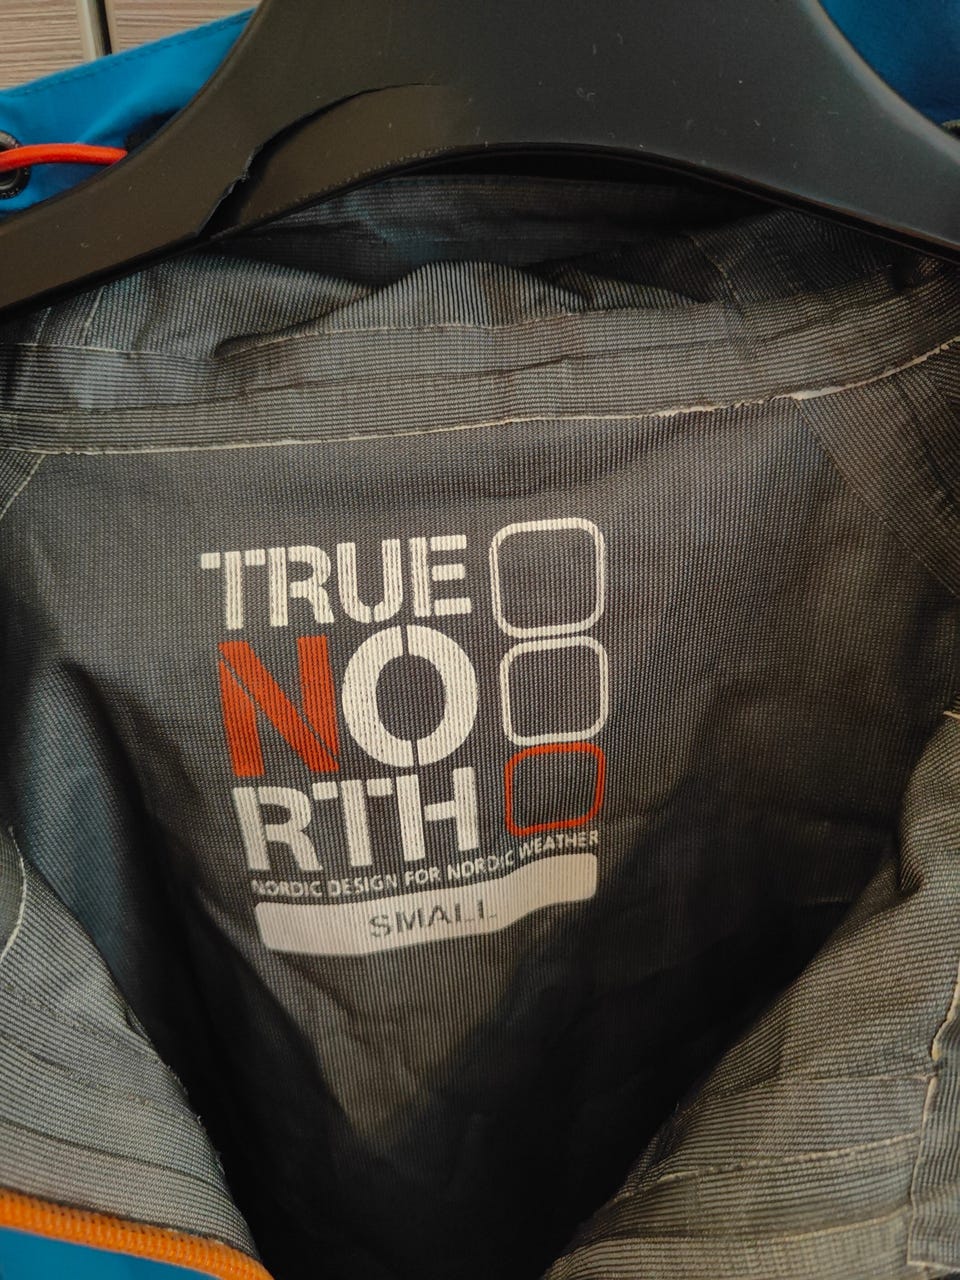 TRUE
NO
RTH
NORDIC DESIGN FOR NORDIC WEATHER
SMALL